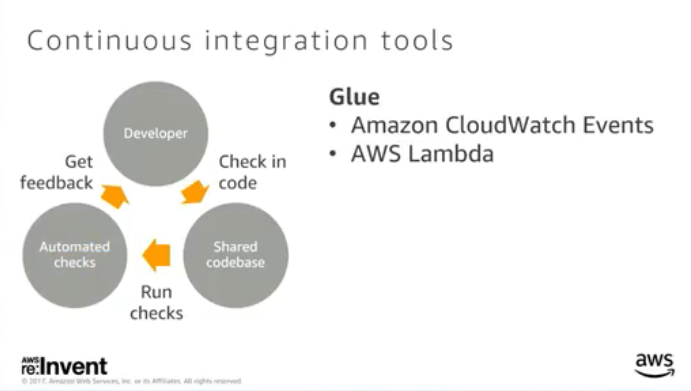 Continuous integration tools
Developer
Get
feedback
Check in
code
Automated
checks
Shared
codebase
Run
checks
Glue
• Amazon CloudWatch Events
• AWS Lambda
AWS
re:Invent
© 2017, Amazon Web Services, Inc. or its Affiliates. All rights reserved.
aws